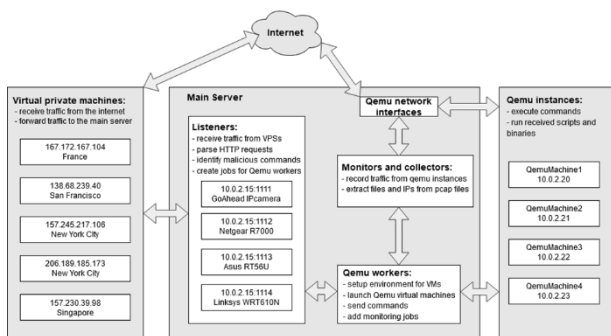 Internet
Virtual private machines:
- receive traffic from the internet
- forward traffic to the main server
167.172.167.104
France
138.68.239.40
San Francisco
157.245.217.106
New York City
206.189.185.173
New York City
157.230.39.98
Singapore
Main Server
Listeners:
- receive traffic from VPSs
- parse HTTP requests
- identify malicious commands
- create jobs for Qemu workers
10.0.2.15:1111
GoAhead IPcamera
10.0.2.15:1112
Netgear R7000
10.0.2.15:1113
Asus RT56U
10.0.2.15:1114
Linksys WRT610N
Qemu network
interfaces
Monitors and collectors:
- record traffic from qemu instances
- extract files and IPs from pcap files
Qemu workers:
- setup environment for VMs
- launch Qemu virtual machines
- send commands
- add monitoring jobs
Qemu instances:
- execute commands
- run received scripts and
binaries
QemuMachine1
10.0.2.20
QemuMachine2
10.0.2.21
QemuMachine3
10.0.2.22
QemuMachine4
10.0.2.23